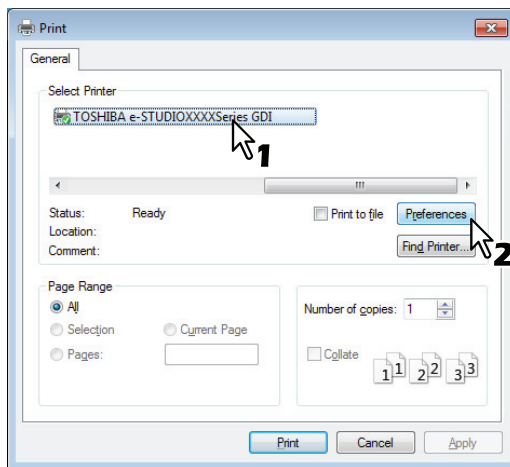 Print
General
Select Printer
TOSHIBA e-STUDIOXXXXSeries GDI
1
Status: Ready Print to file Preferences
Location:
Comment: Find Printer...
2
Page Range
All
Selection Current Page
Pages:
Number of copies: 1
Collate
1 1 2 2 3 3
Print Cancel Apply